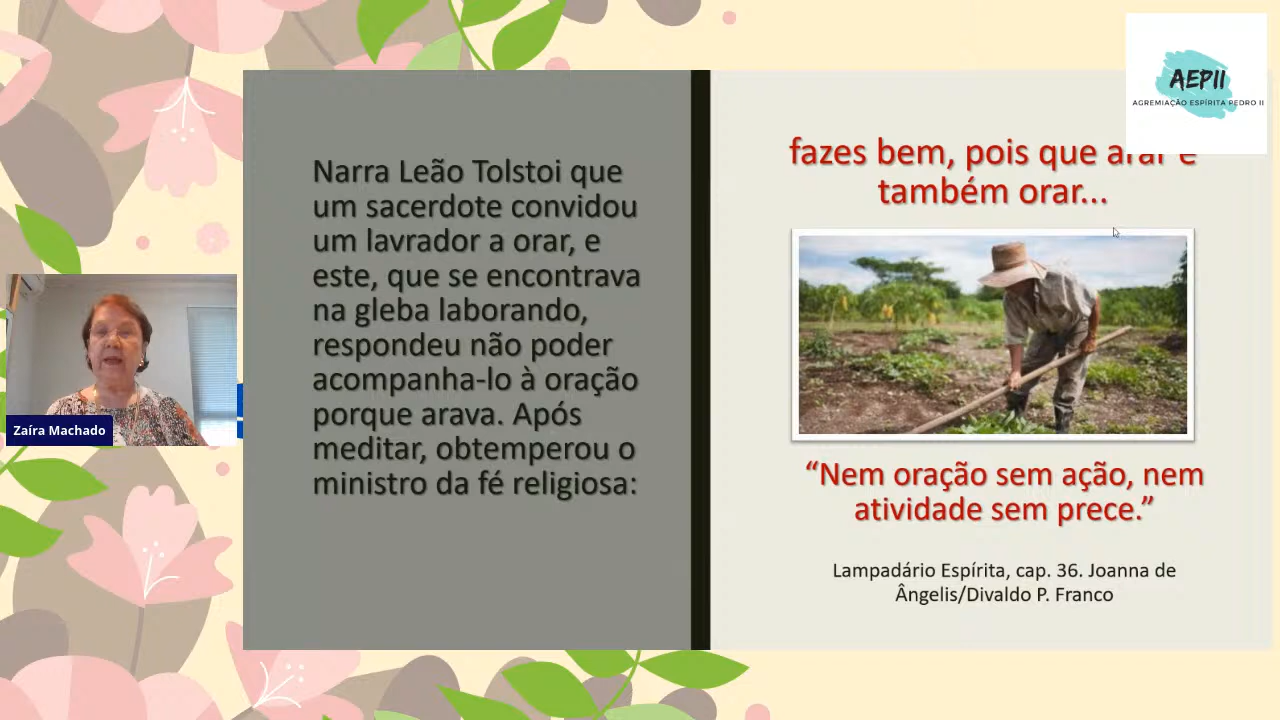 AEPII
AGREMIAÇÃO ESPÍRITA PEDRO II
Narra Leão Tolstoi que
um sacerdote convidou
um lavrador a orar, e
este, que se encontrava
na gleba laborando,
respondeu não poder
acompanha-lo à oração
porque arava. Após
meditar, obtemperou o
ministro da fé religiosa:
fazes bem, pois que arar é
também orar...
“Nem oração sem ação, nem
atividade sem prece.”
Lampadário Espírita, cap. 36. Joanna de
Ângelis/Divaldo P. Franco
Zaíra Machado